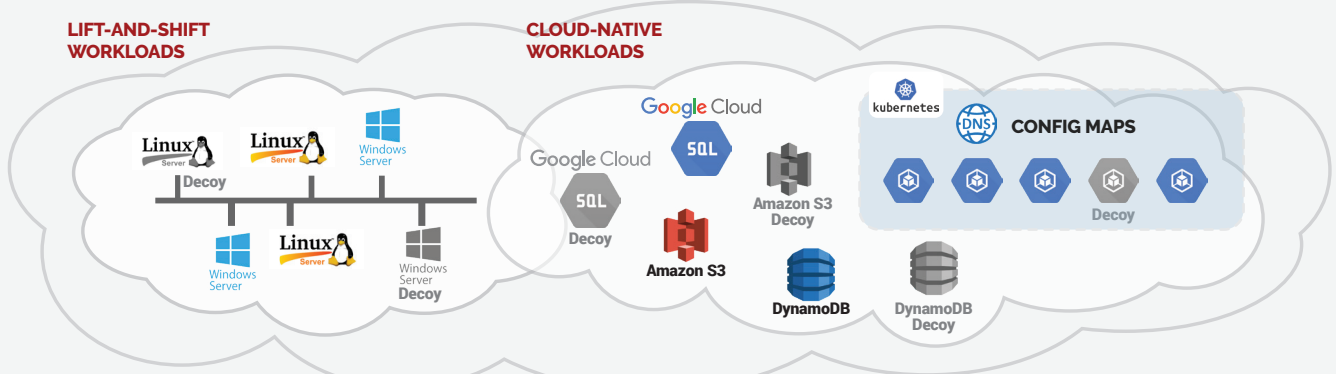 LIFT-AND-SHIFT
WORKLOADS
Linux
Server
Decoy
Linux
Server
Windows
Server
Windows
Server
Linux
Server
Windows
Server
Decoy
CLOUD-NATIVE
WORKLOADS
Google Cloud
SQL
Decoy
Google Cloud
SQL
Amazon S3
Amazon S3
Decoy
DynamoDB
DynamoDB
Decoy
kubernetes
DNS
CONFIG MAPS
Decoy